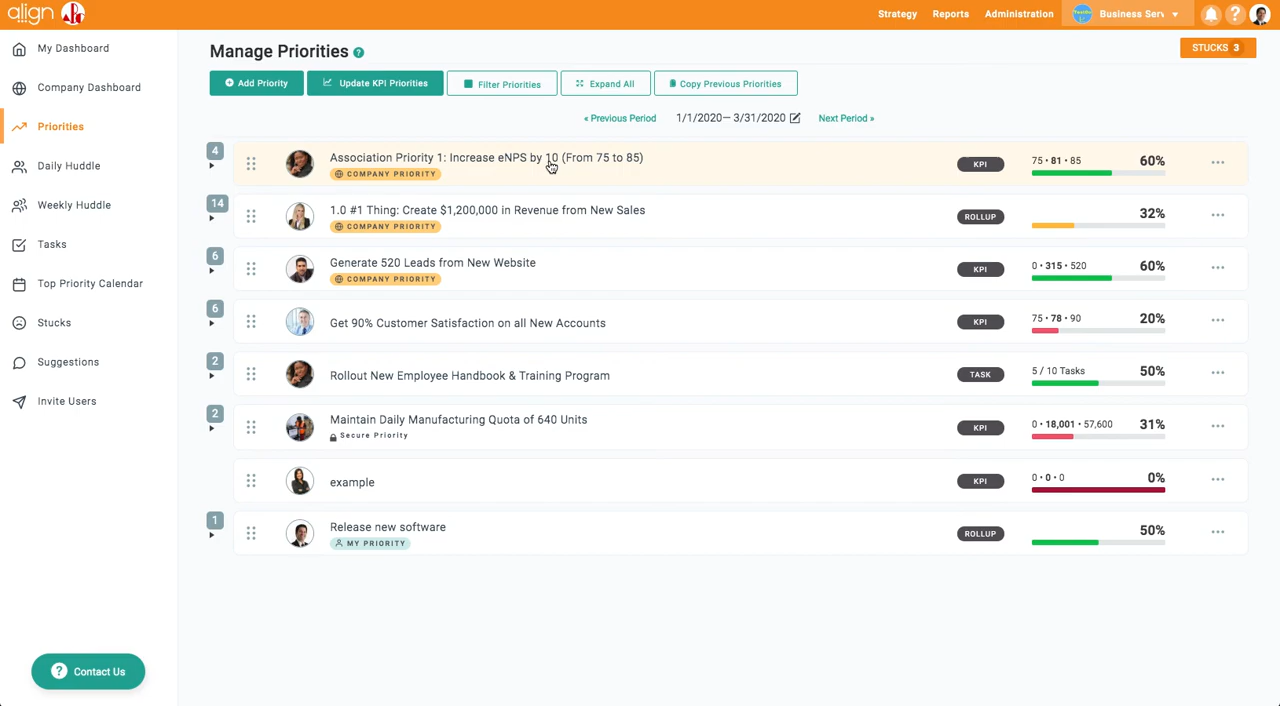 align
Strategy
Reports
Administration
Business Serv
?
My Dashboard
Company Dashboard
Priorities
Daily Huddle
Weekly Huddle
Tasks
Top Priority Calendar
Stucks
Suggestions
Invite Users
? Contact Us
Manage Priorities ?
STUCKS 3
Add Priority
Update KPI Priorities
Filter Priorities
Expand All
Copy Previous Priorities
« Previous Period
1/1/2020— 3/31/2020
Next Period »
4
Association Priority 1: Increase eNPS by 10 (From 75 to 85)
COMPANY PRIORITY
KPI
75 • 81 • 85
60%
14
1.0 #1 Thing: Create $1,200,000 in Revenue from New Sales
COMPANY PRIORITY
ROLLUP
32%
6
Generate 520 Leads from New Website
COMPANY PRIORITY
KPI
0 • 315 • 520
60%
6
Get 90% Customer Satisfaction on all New Accounts
KPI
75 • 78 • 90
20%
2
Rollout New Employee Handbook & Training Program
TASK
5 / 10 Tasks
50%
2
Maintain Daily Manufacturing Quota of 640 Units
Secure Priority
KPI
0 • 18,001 • 57,600
31%
example
KPI
0 • 0 • 0
0%
1
Release new software
MY PRIORITY
ROLLUP
50%